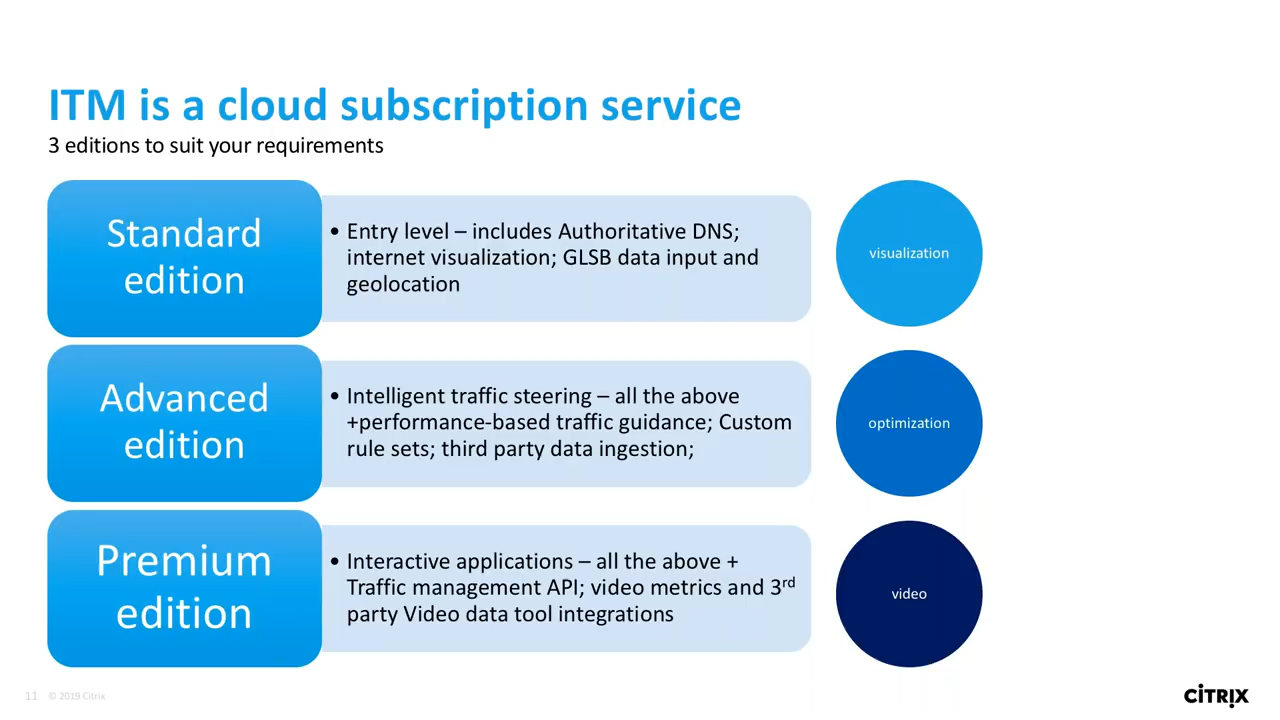 ITM is a cloud subscription service
3 editions to suit your requirements
Standard
edition
• Entry level – includes Authoritative DNS;
internet visualization; GLSB data input and
geolocation
visualization
Advanced
edition
• Intelligent traffic steering – all the above
+performance-based traffic guidance; Custom
rule sets; third party data ingestion;
optimization
Premium
edition
• Interactive applications – all the above +
Traffic management API; video metrics and 3rd
party Video data tool integrations
video
11 © 2019 Citrix
CİTRIX